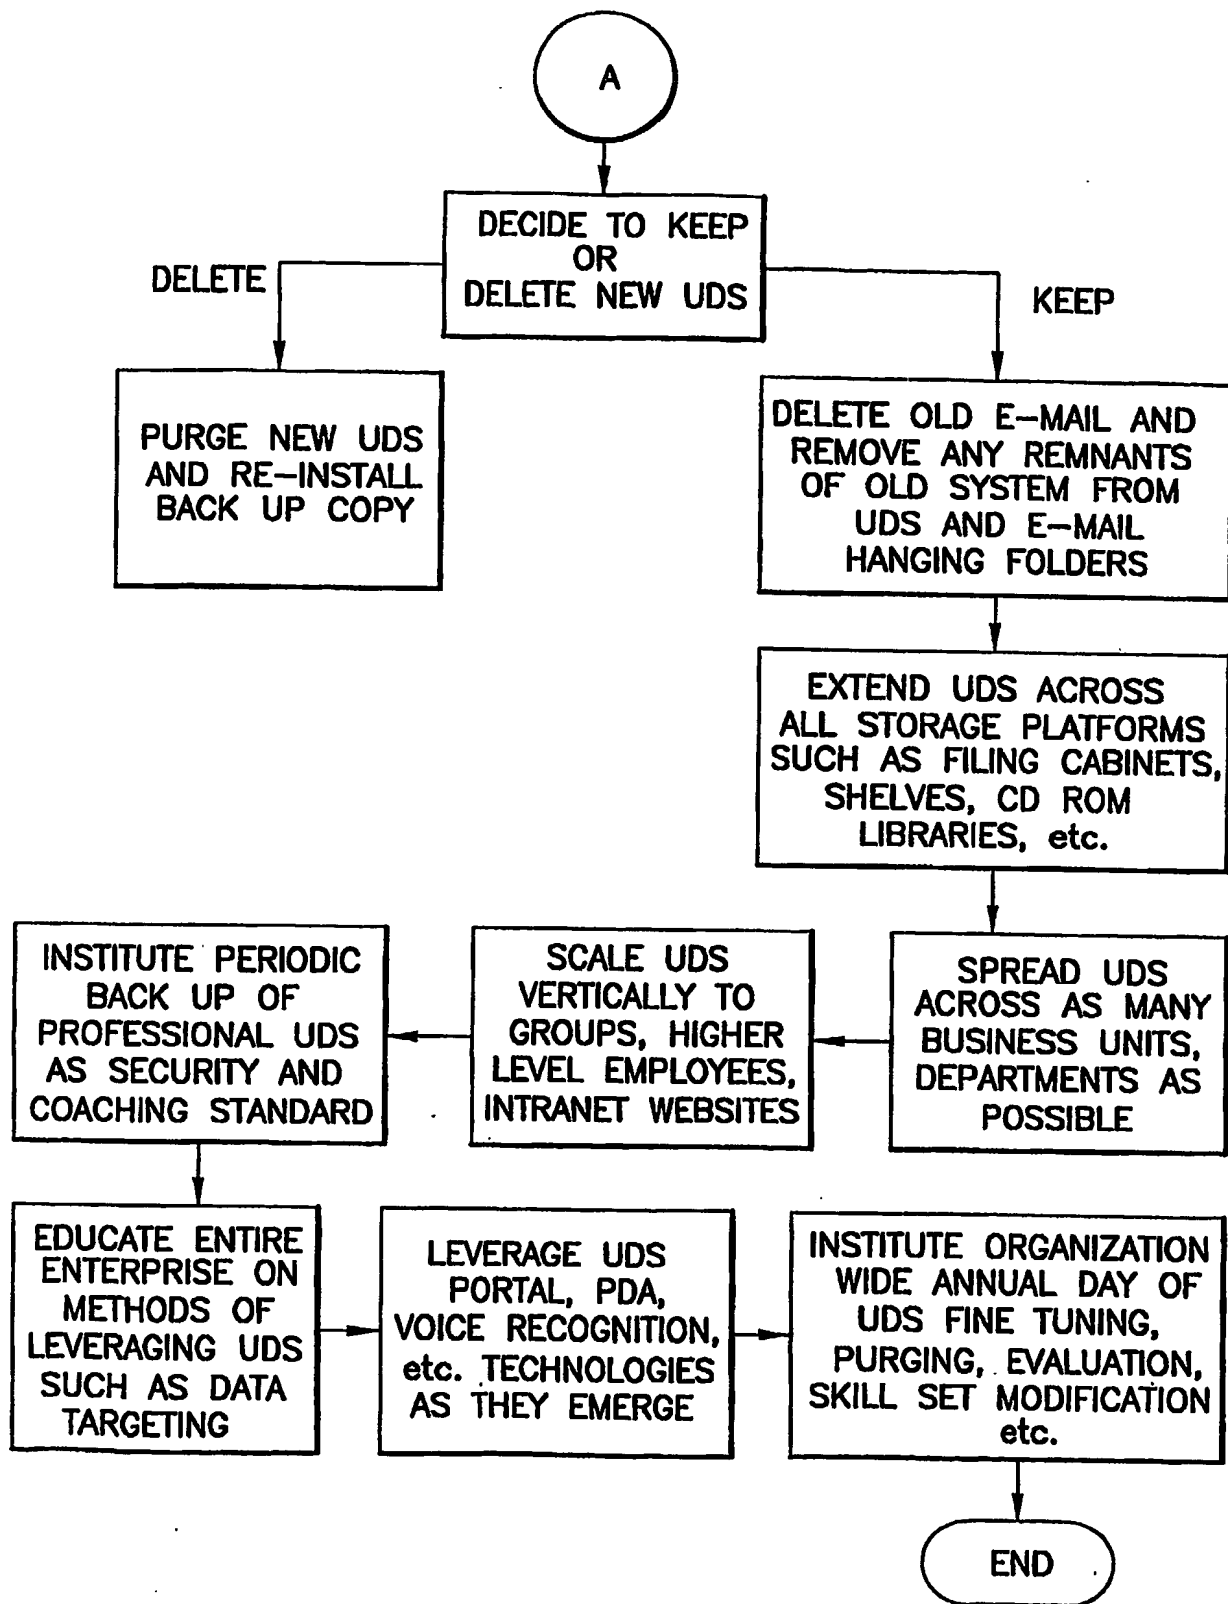 A
DECIDE TO KEEP
OR
DELETE NEW UDS
DELETE
KEEP
PURGE NEW UDS
AND RE-INSTALL
BACK UP COPY
DELETE OLD E-MAIL AND
REMOVE ANY REMNANTS
OF OLD SYSTEM FROM
UDS AND E-MAIL
HANGING FOLDERS
EXTEND UDS ACROSS
ALL STORAGE PLATFORMS
SUCH AS FILING CABINETS,
SHELVES, CD ROM
LIBRARIES, etc.
SPREAD UDS
ACROSS AS MANY
BUSINESS UNITS,
DEPARTMENTS AS
POSSIBLE
SCALE UDS
VERTICALLY TO
GROUPS, HIGHER
LEVEL EMPLOYEES,
INTRANET WEBSITES
INSTITUTE PERIODIC
BACK UP OF
PROFESSIONAL UDS
AS SECURITY AND
COACHING STANDARD
EDUCATE ENTIRE
ENTERPRISE ON
METHODS OF
LEVERAGING UDS
SUCH AS DATA
TARGETING
LEVERAGE UDS
PORTAL, PDA,
VOICE RECOGNITION,
etc. TECHNOLOGIES
AS THEY EMERGE
INSTITUTE ORGANIZATION
WIDE ANNUAL DAY OF
UDS FINE TUNING,
PURGING, EVALUATION,
SKILL SET MODIFICATION
etc.
END